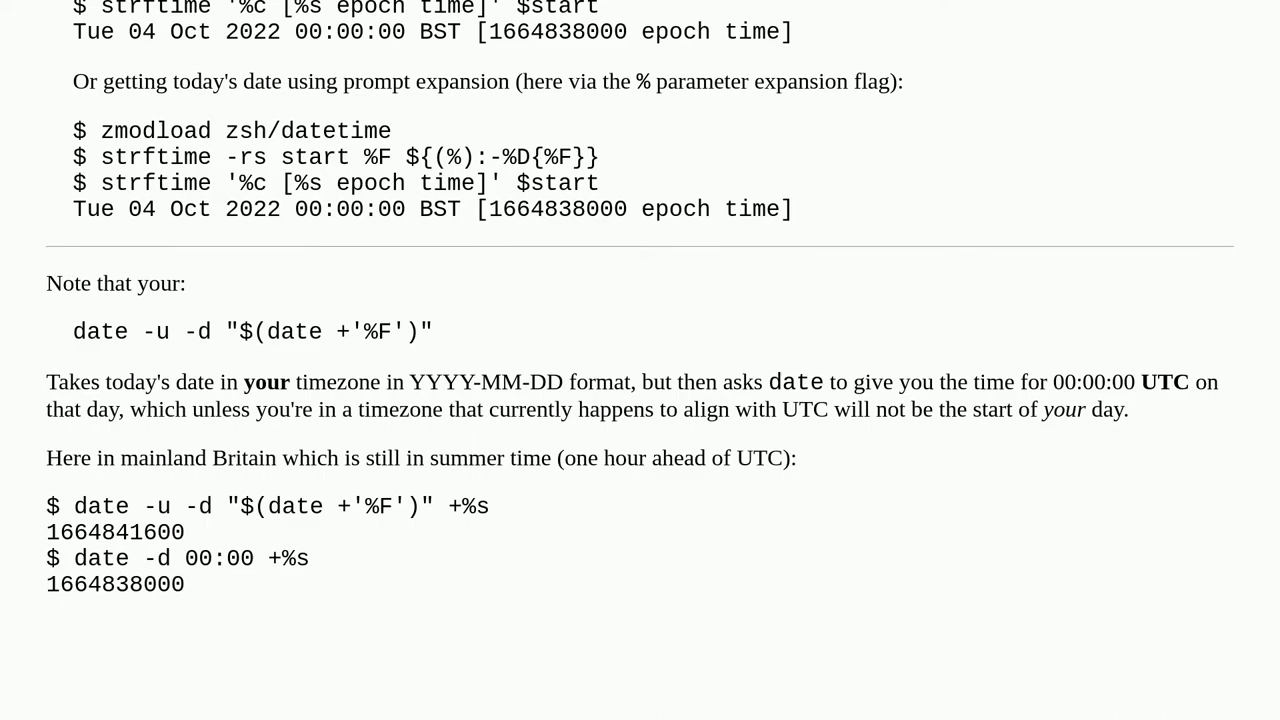 $ strftime '%c [%s epoch time]' $start
Tue 04 Oct 2022 00:00:00 BST [1664838000 epoch time]
Or getting today's date using prompt expansion (here via the % parameter expansion flag):
$ zmodload zsh/datetime
$ strftime -rs start %F ${(%):-%D{%F}}
$ strftime '%c [%s epoch time]' $start
Tue 04 Oct 2022 00:00:00 BST [1664838000 epoch time]
Note that your:
date -u -d "$(date +'%F')"
Takes today's date in your timezone in YYYY-MM-DD format, but then asks date to give you the time for 00:00:00 UTC on
that day, which unless you're in a timezone that currently happens to align with UTC will not be the start of your day.
Here in mainland Britain which is still in summer time (one hour ahead of UTC):
$ date -u -d "$(date +'%F')" +%s
1664841600
$ date -d 00:00 +%s
1664838000